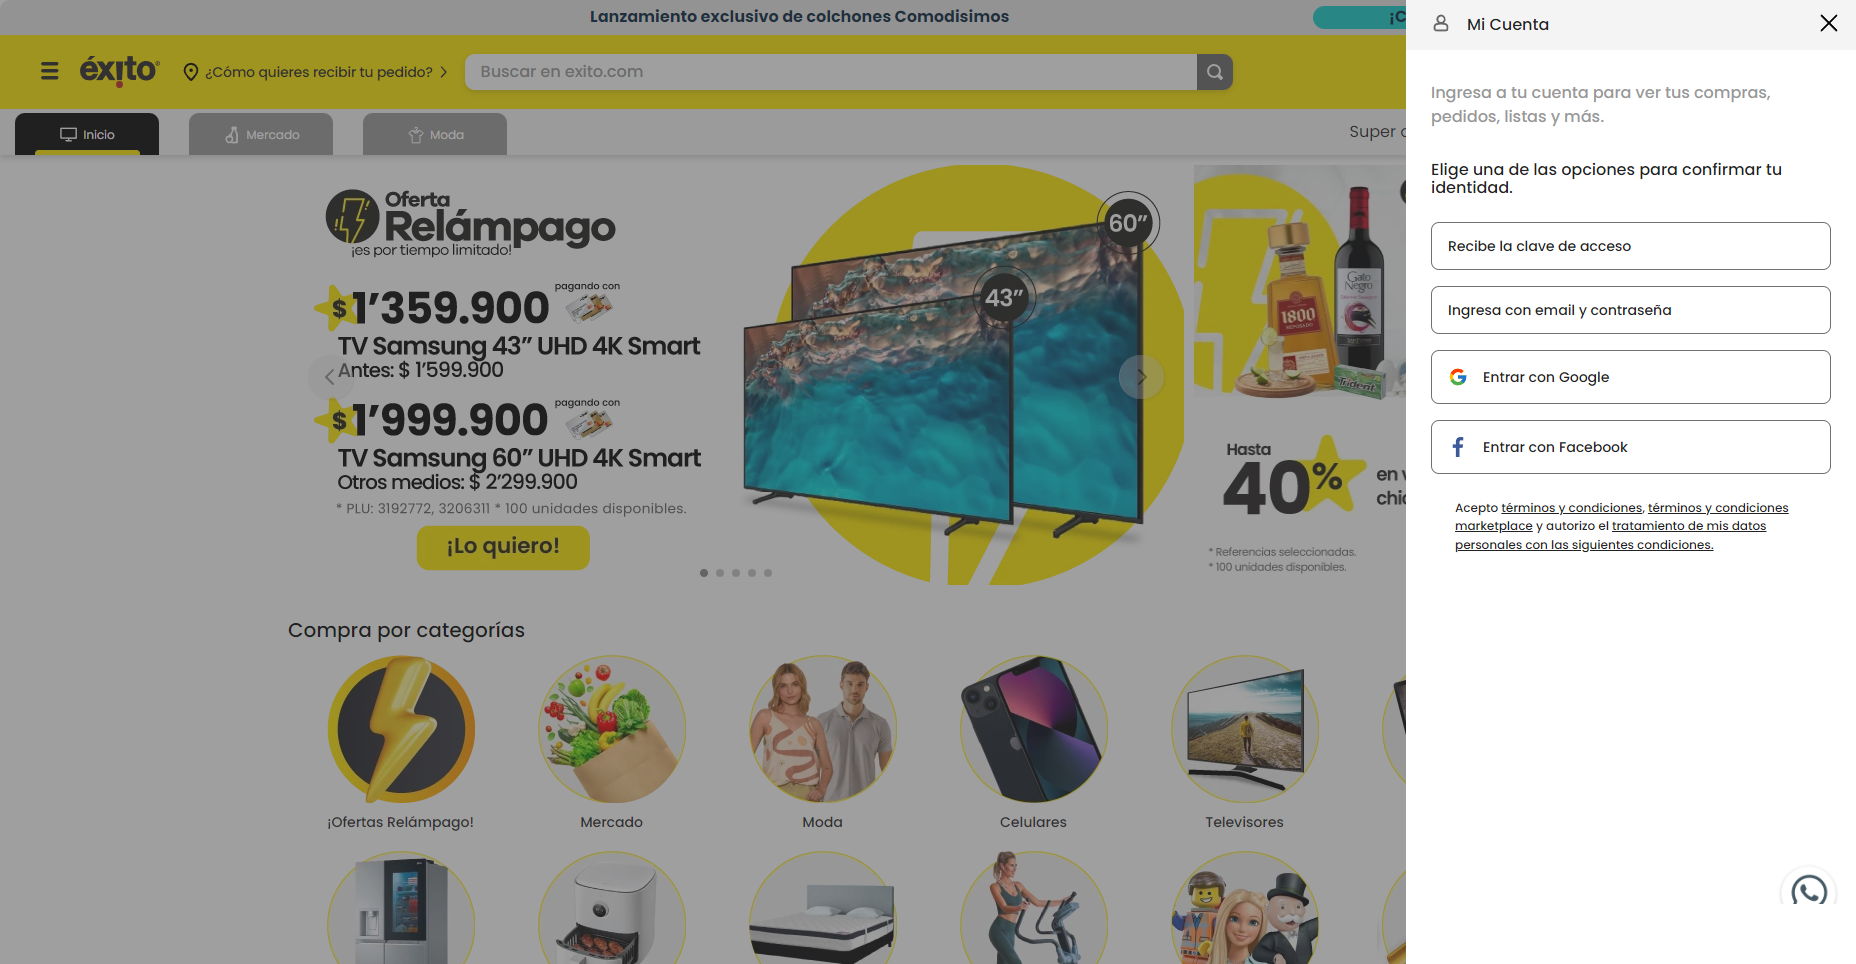 Lanzamiento exclusivo de colchones Comodisimos
éxito
¿Cómo quieres recibir tu pedido?
Buscar en exito.com
Inicio
Mercado
Moda
Super
Oferta
Relámpago
¡es por tiempo limitado!
$ 1’359.900
pagando con
TV Samsung 43” UHD 4K Smart
Antes: $ 1’599.900
$ 1’999.900
pagando con
TV Samsung 60” UHD 4K Smart
Otros medios: $ 2’299.900
* PLU: 3192772, 3206311 * 100 unidades disponibles.
¡Lo quiero!
60”
43”
1800
REPOSADO
Gato
Negro
Trident
Hasta
40%
en v
chic
* Referencias seleccionadas.
* 100 unidades disponibles.
Compra por categorías
¡Ofertas Relámpago!
Mercado
Moda
Celulares
Televisores
Mi Cuenta
Ingresa a tu cuenta para ver tus compras,
pedidos, listas y más.
Elige una de las opciones para confirmar tu
identidad.
Recibe la clave de acceso
Ingresa con email y contraseña
Entrar con Google
Entrar con Facebook
Acepto términos y condiciones, términos y condiciones
marketplace y autorizo el tratamiento de mis datos
personales con las siguientes condiciones.